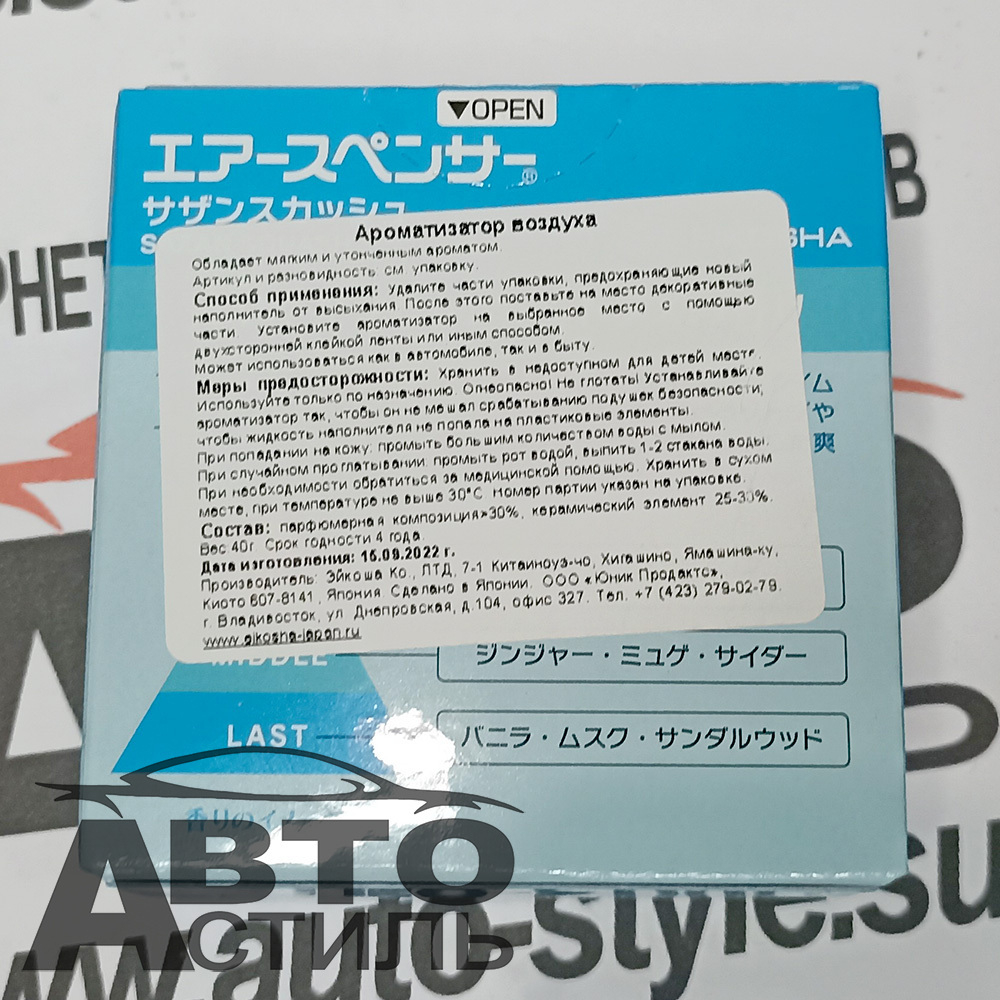 ▼OPEN
エアースペンサー®
サザンスカッシュ
SHA
Ароматизатор воздуха
Обладает мягким и утонченным ароматом.
Артикул и разновидность см. упаковку.
Способ применения: Удалите части упаковки, предохраняющие новый
наполнитель от высыхания. После этого поставьте на место декоративные
части. Установите ароматизатор на выбранное место с помощью
двухсторонней клейкой ленты или иным способом.
Может использоваться как в автомобиле, так и в быту.
Меры предосторожности: Хранить в недоступном для детей месте.
Используйте только по назначению. Огнеопасно! Не глотать! Устанавливайте
ароматизатор так, чтобы он не мешал срабатыванию подушек безопасности,
чтобы жидкость наполнителя не попала на пластиковые элементы.
При попадании на кожу: промыть большим количеством воды с мылом.
При случайном проглатывании: промыть рот водой, выпить 1-2 стакана воды.
При необходимости обратиться за медицинской помощью. Хранить в сухом
месте, при температуре не выше 30°C. Номер партии указан на упаковке.
Состав: парфюмерная композиция>30%, керамический элемент 25-30%.
Вес 40г. Срок годности 4 года.
Дата изготовления: 15.09.2022 г.
Производитель: Эйкоша Ко., ЛТД, 7-1 Китаиноуэ-чо, Хигашино, Ямашина-ку,
Киото 607-8141, Япония. Сделано в Японии. ООО «Юник Продактс»,
г. Владивосток, ул. Днепровская, д.104, офис 327. Тел. +7 (423) 279-02-79.
www.eikosha-japan.ru
イム
や
爽
MIDDLE
ジンジャー・ミュゲ・サイダー
LAST
バニラ・ムスク・サンダルウッド
香りのイメ
АВТО
СТИЛЬ
www.auto-style.su